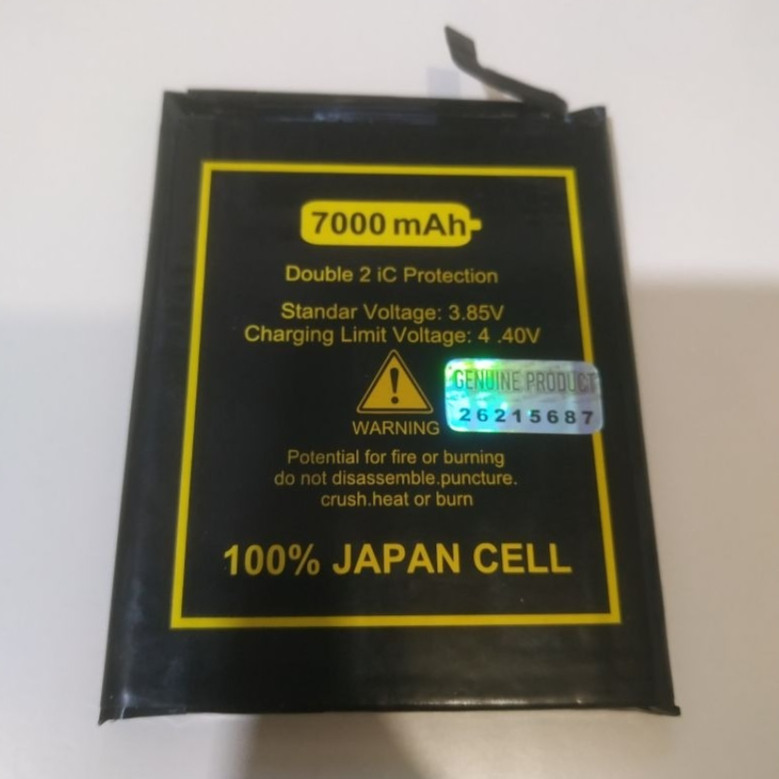 7000 mAh
Double 2 iC Protection
Standar Voltage: 3.85V
Charging Limit Voltage: 4 .40V
GENUINE PRODUCT
26215687
WARNING
Potential for fire or burning
do not disassemble.puncture.
crush.heat or burn
100% JAPAN CELL